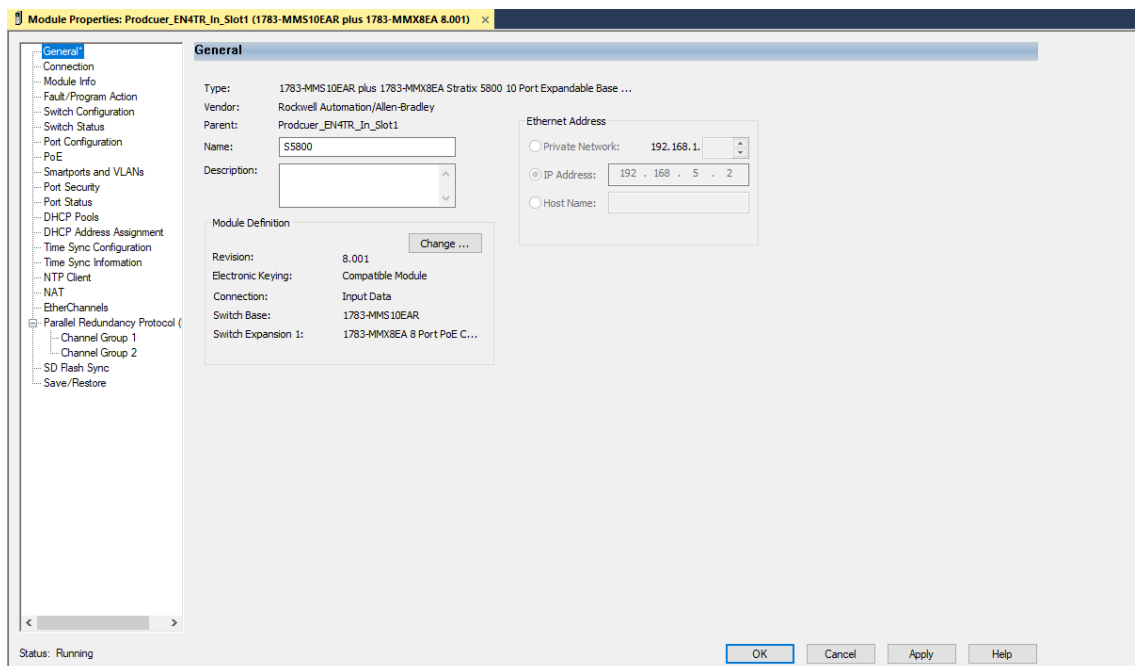 Module Properties: Prodcuer_EN4TR_In_Slot1 (1783-MMS10EAR plus 1783-MMX8EA 8.001) ×
General*
Connection
Module Info
Fault/Program Action
Switch Configuration
Switch Status
Port Configuration
PoE
Smartports and VLANs
Port Security
Port Status
DHCP Pools
DHCP Address Assignment
Time Sync Configuration
Time Sync Information
NTP Client
NAT
EtherChannels
Parallel Redundancy Protocol (
Channel Group 1
Channel Group 2
SD Flash Sync
Save/Restore
General
Type: 1783-MMS10EAR plus 1783-MMX8EA Stratix 5800 10 Port Expandable Base ...
Vendor: Rockwell Automation/Allen-Bradley
Parent: Prodcuer_EN4TR_In_Slot1
Name: S5800
Description:
Module Definition
Change ...
Revision: 8.001
Electronic Keying: Compatible Module
Connection: Input Data
Switch Base: 1783-MMS10EAR
Switch Expansion 1: 1783-MMX8EA 8 Port PoE C...
Ethernet Address
Private Network: 192.168.1.
IP Address: 192 . 168 . 5 . 2
Host Name:
Status: Running
OK Cancel Apply Help